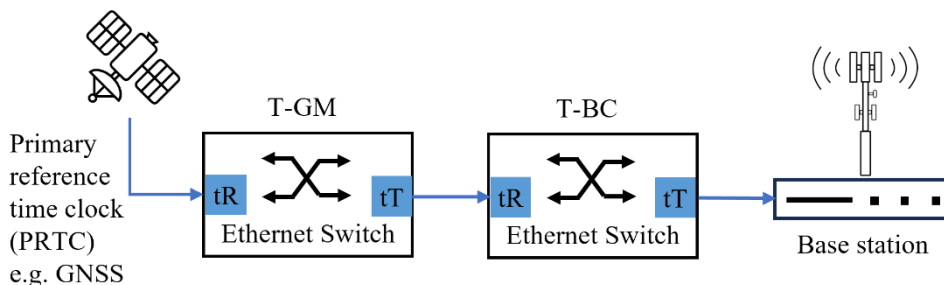 T-GM
T-BC
Primary
reference
time clock
(PRTC)
e.g. GNSS
tR
tT
Ethernet Switch
tR
tT
Ethernet Switch
Base station